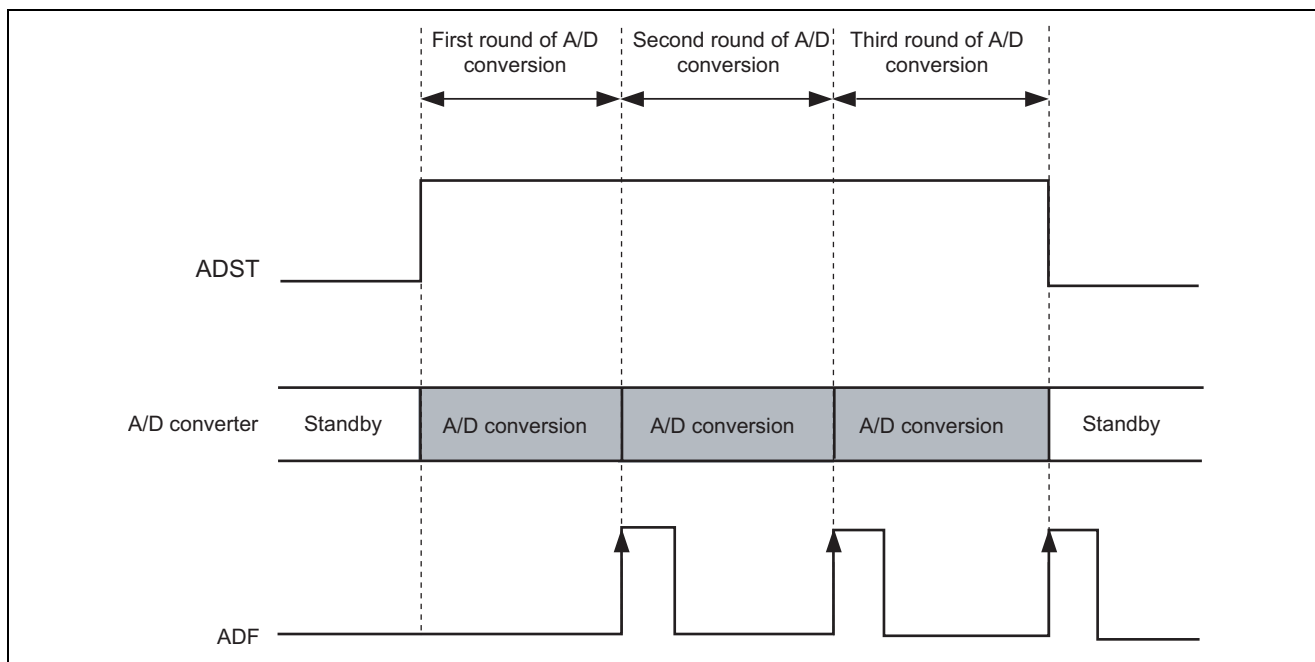 First round of A/D
conversion
Second round of A/D
conversion
Third round of A/D
conversion
ADST
A/D converter
Standby
A/D conversion
A/D conversion
A/D conversion
Standby
ADF